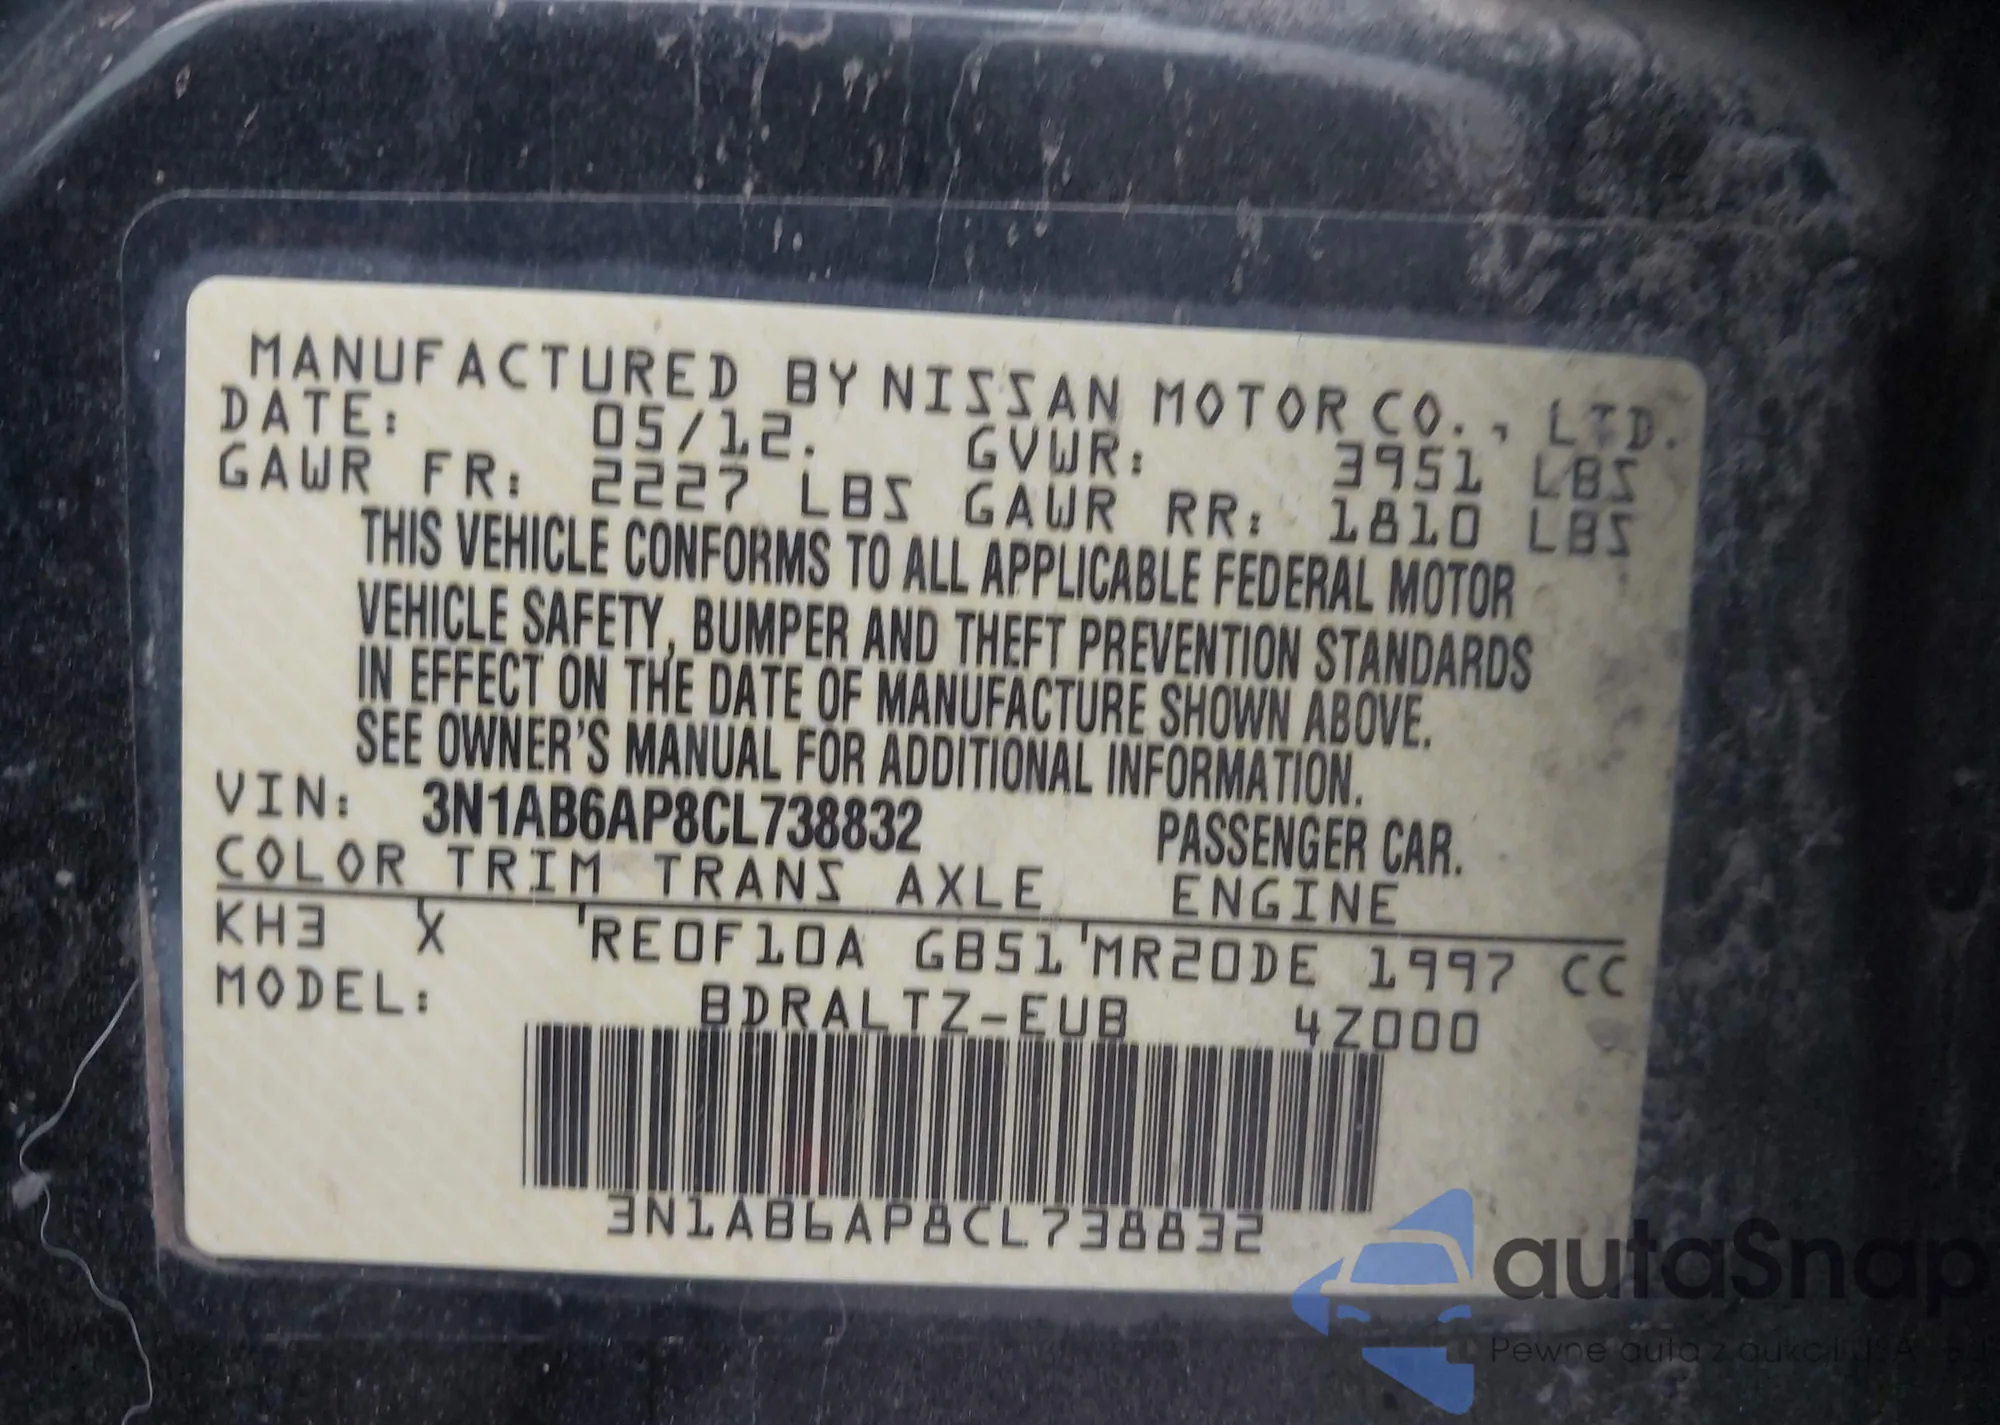 MANUFACTURED BY NISSAN MOTOR CO., LTD.
DATE: 05/12. GVWR: 3951 LBS
GAWR FR: 2227 LBS GAWR RR: 1810 LBS
THIS VEHICLE CONFORMS TO ALL APPLICABLE FEDERAL MOTOR
VEHICLE SAFETY, BUMPER AND THEFT PREVENTION STANDARDS
IN EFFECT ON THE DATE OF MANUFACTURE SHOWN ABOVE.
SEE OWNER'S MANUAL FOR ADDITIONAL INFORMATION.
VIN: 3N1AB6AP8CL738832 PASSENGER CAR.
COLOR TRIM TRANS AXLE ENGINE
KH3 X RE0F10A GB51 MR20DE 1997 CC
MODEL: BDRALTZ-EUB 4Z000
3N1AB6AP8CL738832
autaSnap
Pewne auta z aukcji